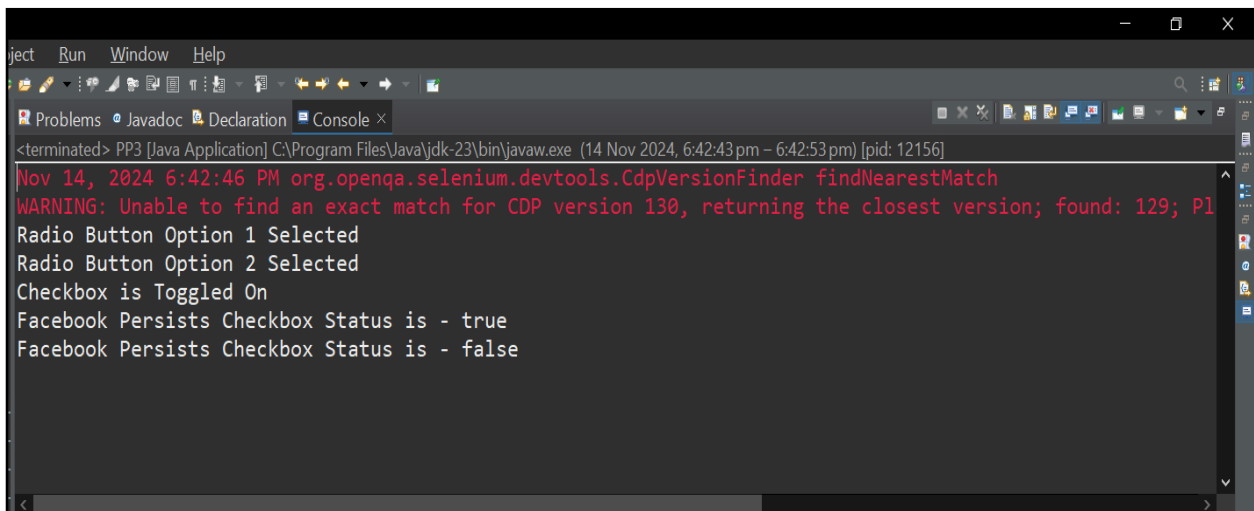 ject Run Window Help
Problems Javadoc Declaration Console ×
<terminated> PP3 [Java Application] C:\Program Files\Java\jdk-23\bin\javaw.exe (14 Nov 2024, 6:42:43 pm – 6:42:53 pm) [pid: 12156]
Nov 14, 2024 6:42:46 PM org.openqa.selenium.devtools.CdpVersionFinder findNearestMatch
WARNING: Unable to find an exact match for CDP version 130, returning the closest version; found: 129; Pl
Radio Button Option 1 Selected
Radio Button Option 2 Selected
Checkbox is Toggled On
Facebook Persists Checkbox Status is - true
Facebook Persists Checkbox Status is - false